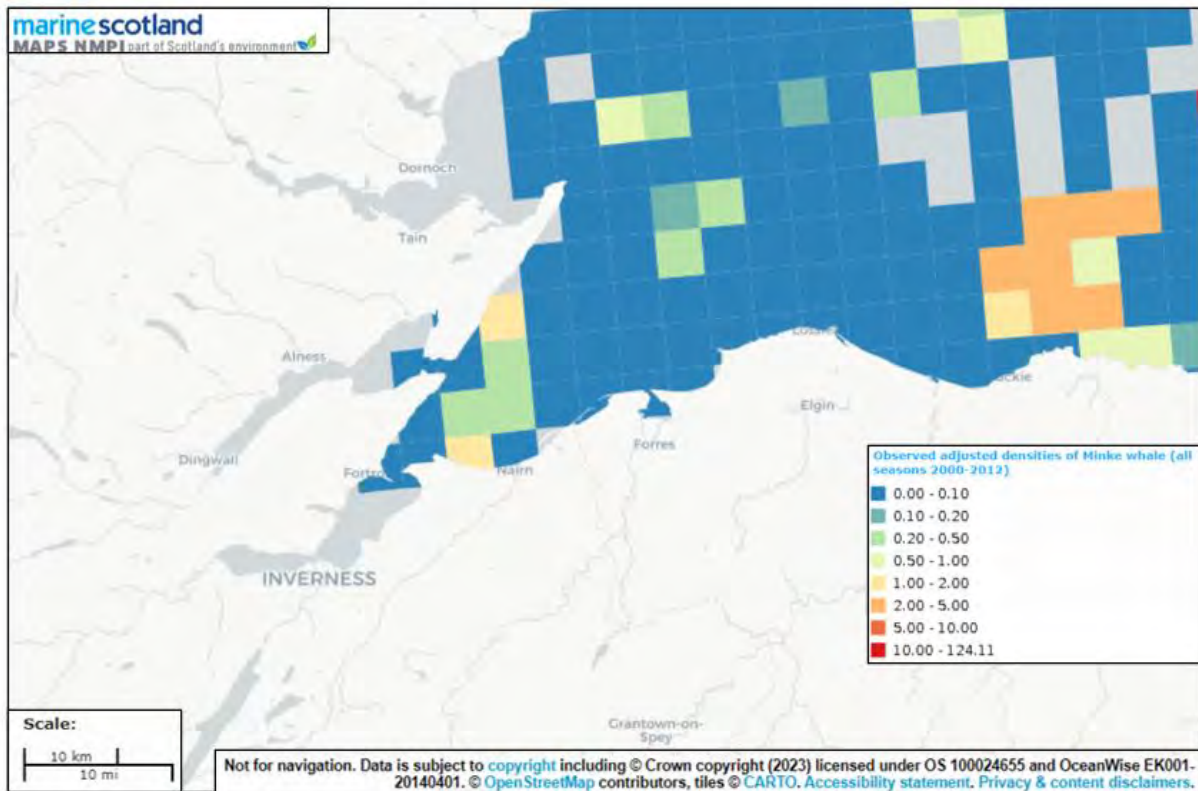 marinescotland
MAPS NMPI part of Scotland's environment
Dornoch
Tain
Alness
Dingwall
Nairn
Forres
Elgin
INVERNESS
Grantown-on-
Spey
Observed adjusted densities of Minke whale (all
seasons 2000-2012)
0.00 - 0.10
0.10 - 0.20
0.20 - 0.50
0.50 - 1.00
1.00 - 2.00
2.00 - 5.00
5.00 - 10.00
10.00 - 124.11
Scale:
10 km
10 mi
Not for navigation. Data is subject to copyright including © Crown copyright (2023) licensed under OS 100024655 and OceanWise EK001-
20140401. © OpenStreetMap contributors, tiles © CARTO. Accessibility statement. Privacy & content disclaimers.